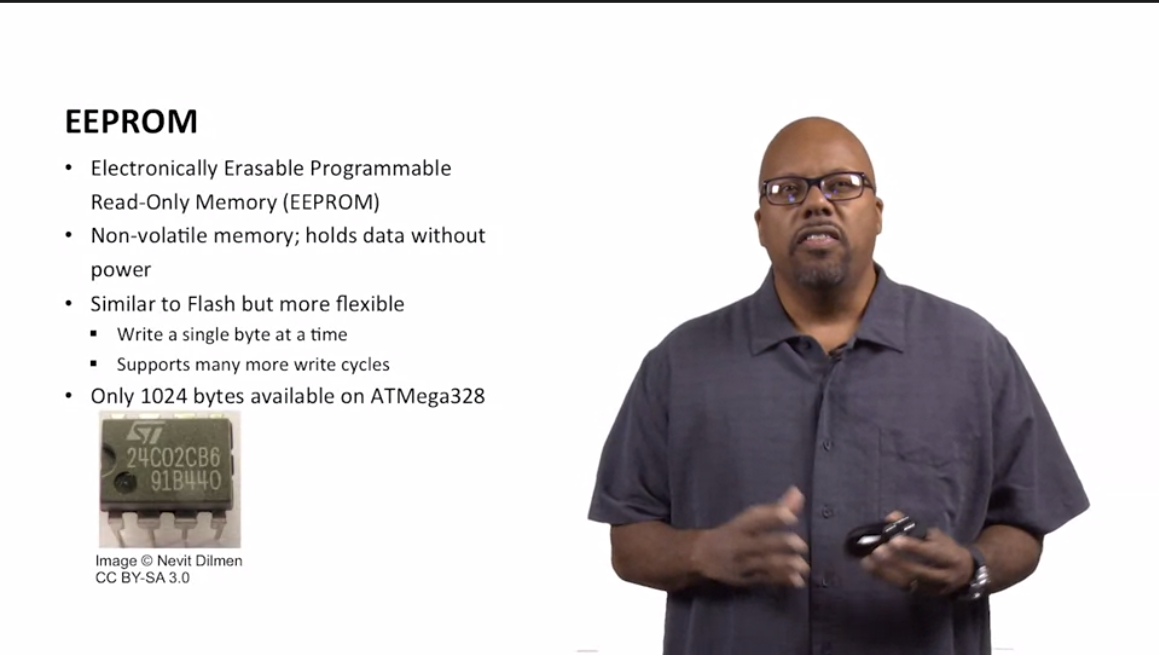 EEPROM
• Electronically Erasable Programmable
Read-Only Memory (EEPROM)
• Non-volatile memory; holds data without
power
• Similar to Flash but more flexible
▪ Write a single byte at a time
▪ Supports many more write cycles
• Only 1024 bytes available on ATMega328
ST
24C02CB6
91B440
Image © Nevit Dilmen
CC BY-SA 3.0